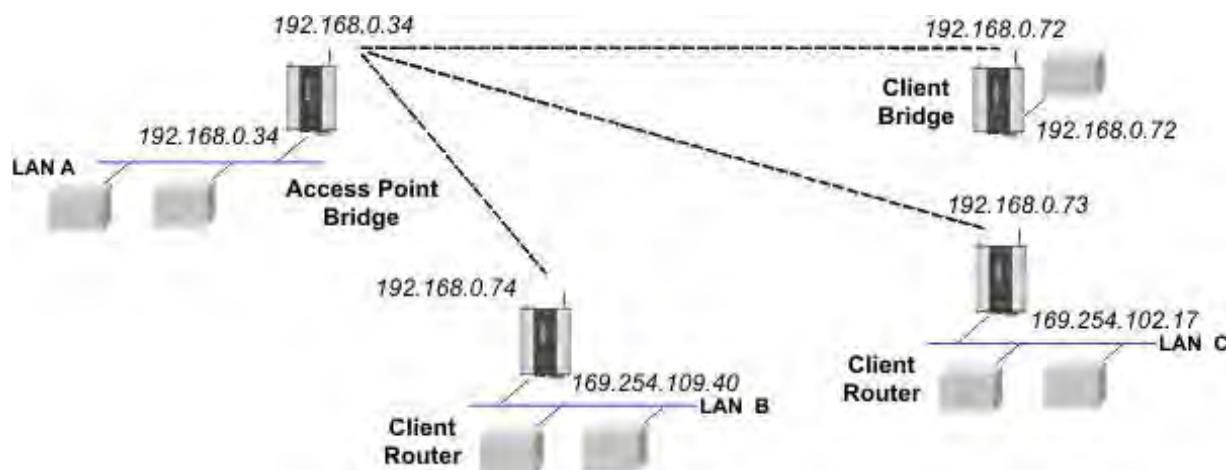 192.168.0.34
192.168.0.72
Client
Bridge
192.168.0.34
192.168.0.72
LAN A
Access Point
Bridge
192.168.0.73
192.168.0.74
169.254.102.17
LAN C
Client
Router
169.254.109.40
LAN B
Client
Router